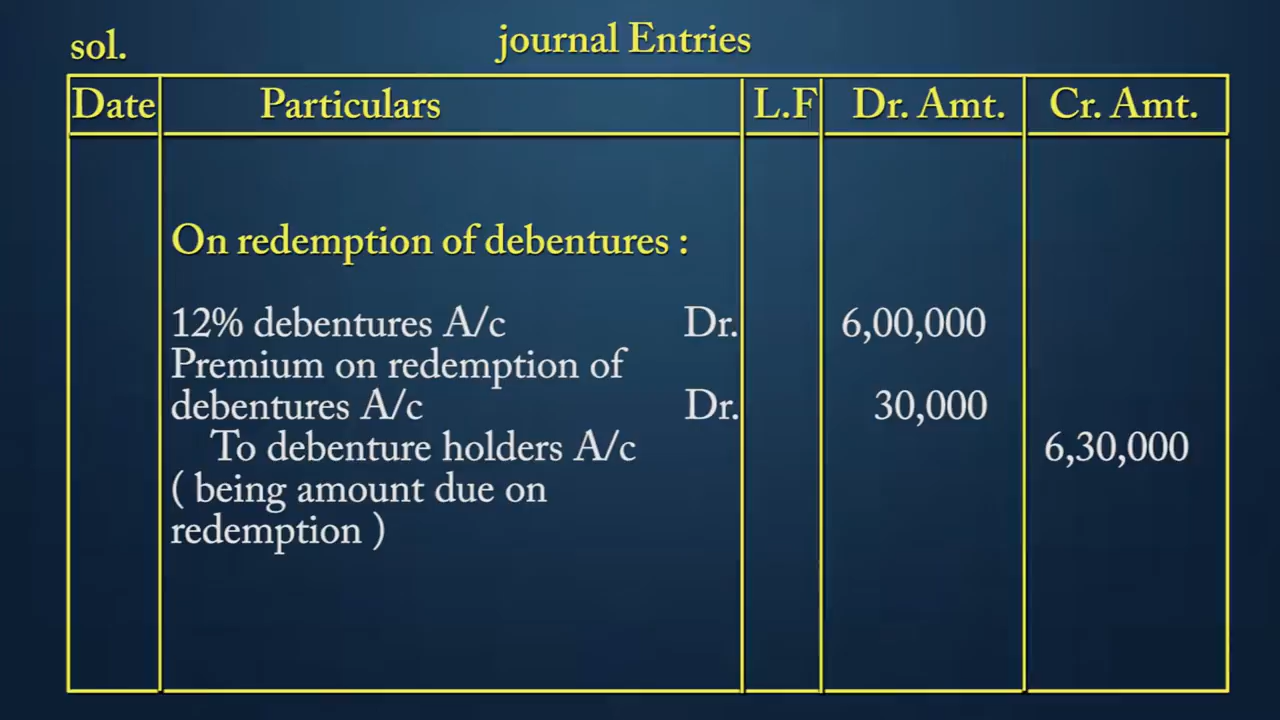 sol.
journal Entries
Date Particulars L.F Dr. Amt. Cr. Amt.
On redemption of debentures :
12% debentures A/c Dr. 6,00,000
Premium on redemption of
debentures A/c Dr. 30,000
To debenture holders A/c 6,30,000
( being amount due on
redemption )